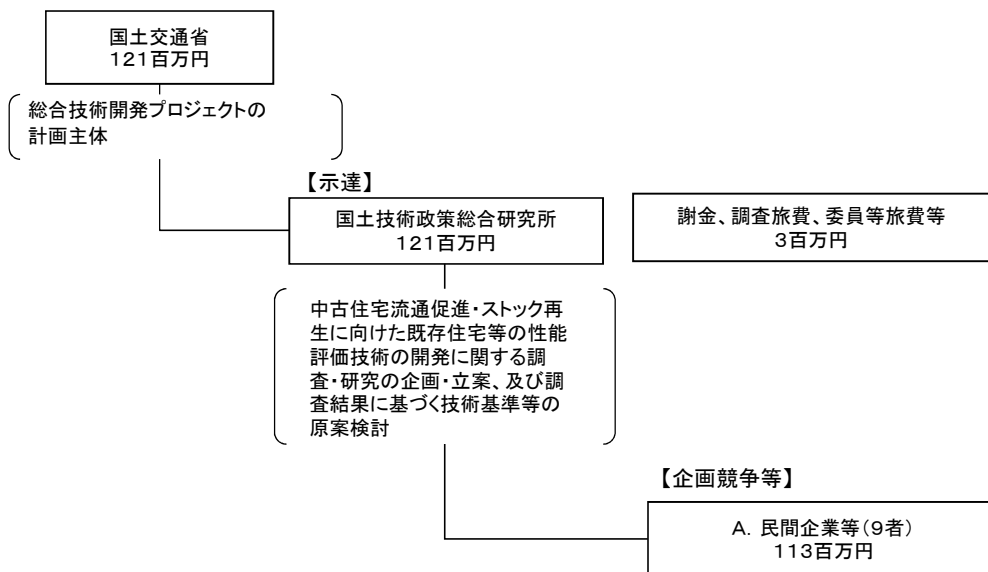 国土交通省
121百万円
総合技術開発プロジェクトの
計画主体
【示達】
国土技術政策総合研究所
121百万円
謝金、調査旅費、委員等旅費等
3百万円
中古住宅流通促進・ストック再
生に向けた既存住宅等の性能
評価技術の開発に関する調
査・研究の企画・立案、及び調
査結果に基づく技術基準等の
原案検討
【企画競争等】
A. 民間企業等(9者)
113百万円